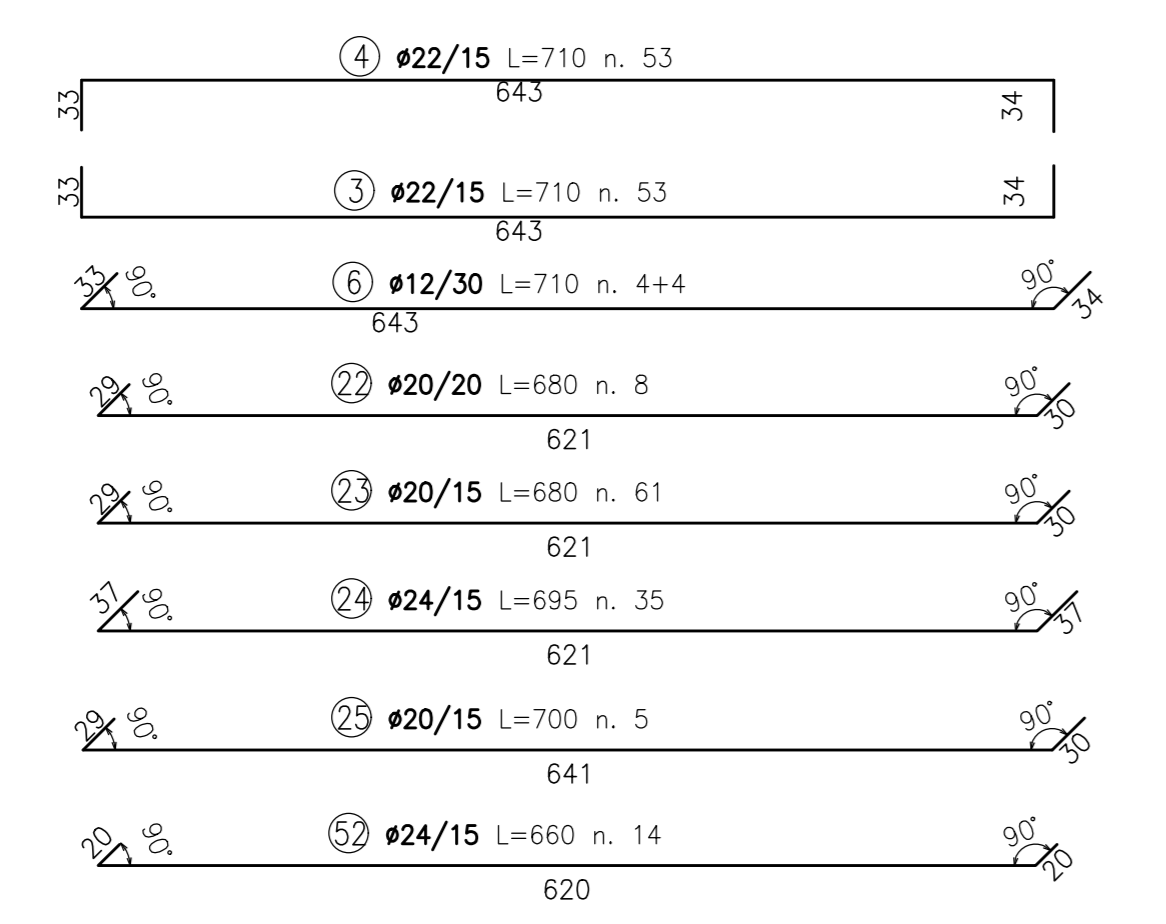 4 ø22/15 L=710 n. 53
33 643 34
3 ø22/15 L=710 n. 53
33 34
643
6 ø12/30 L=710 n. 4+4
33 90° 90° 34
643
22 ø20/20 L=680 n. 8
29 90° 90° 30
621
23 ø20/15 L=680 n. 61
29 90° 90° 30
621
24 ø24/15 L=695 n. 35
37 90° 90° 37
621
25 ø20/15 L=700 n. 5
29 90° 90° 30
641
52 ø24/15 L=660 n. 14
20 90° 90° 20
620